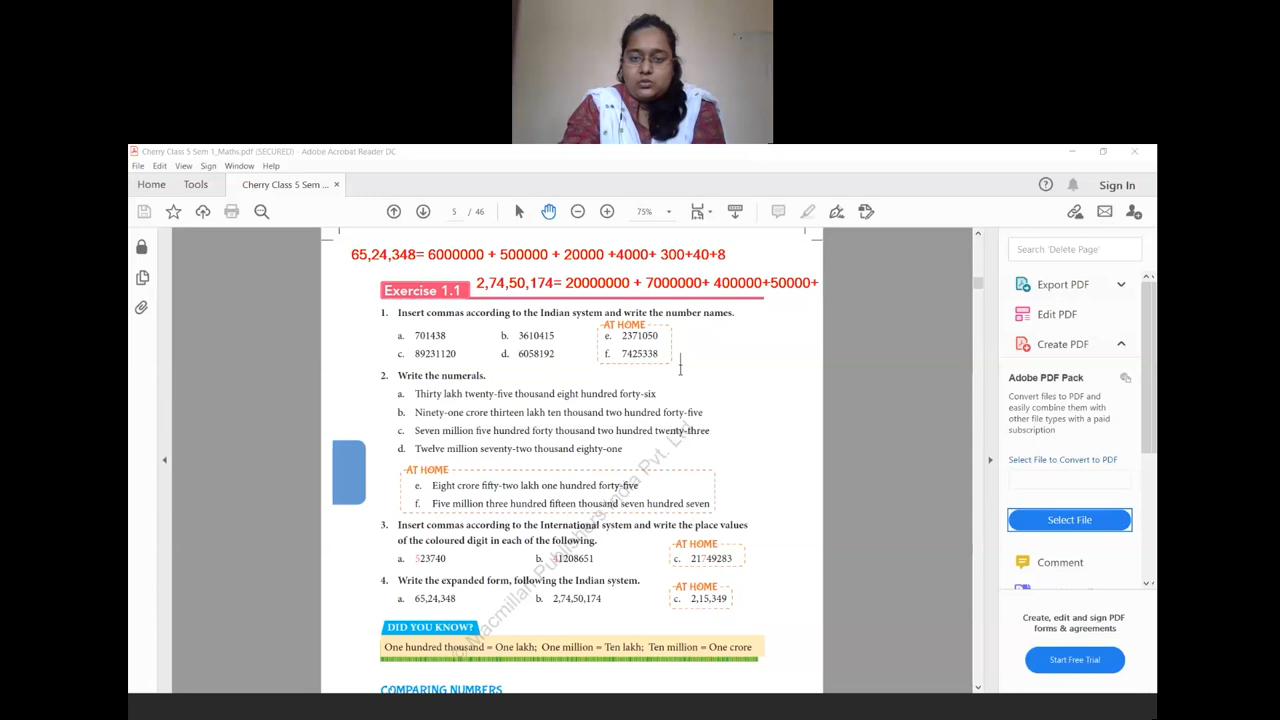 Cherry Class 5 Sem 1_Maths.pdf (SECURED) - Adobe Acrobat Reader DC
File Edit View Sign Window Help
Home Tools Cherry Class 5 Sem ... × Sign In
5 / 46 75%
65,24,348= 6000000 + 500000 + 20000 +4000+ 300+40+8
Exercise 1.1 2,74,50,174= 20000000 + 7000000+ 400000+50000+
1. Insert commas according to the Indian system and write the number names.
AT HOME
a. 701438 b. 3610415 e. 2371050
c. 89231120 d. 6058192 f. 7425338
2. Write the numerals.
a. Thirty lakh twenty-five thousand eight hundred forty-six
b. Ninety-one crore thirteen lakh ten thousand two hundred forty-five
c. Seven million five hundred forty thousand two hundred twenty-three
d. Twelve million seventy-two thousand eighty-one
AT HOME
e. Eight crore fifty-two lakh one hundred forty-five
f. Five million three hundred fifteen thousand seven hundred seven
3. Insert commas according to the International system and write the place values
of the coloured digit in each of the following.
AT HOME
a. 523740 b. 41208651 c. 21749283
4. Write the expanded form, following the Indian system.
AT HOME
a. 65,24,348 b. 2,74,50,174 c. 2,15,349
DID YOU KNOW?
One hundred thousand = One lakh; One million = Ten lakh; Ten million = One crore
COMPARING NUMBERS
Macmillan Publishers India Pvt. Ltd
Search 'Delete Page'
Export PDF
Edit PDF
Create PDF
Adobe PDF Pack
Convert files to PDF and
easily combine them with
other file types with a paid
subscription
Select File to Convert to PDF
Select File
Comment
Create, edit and sign PDF
forms & agreements
Start Free Trial